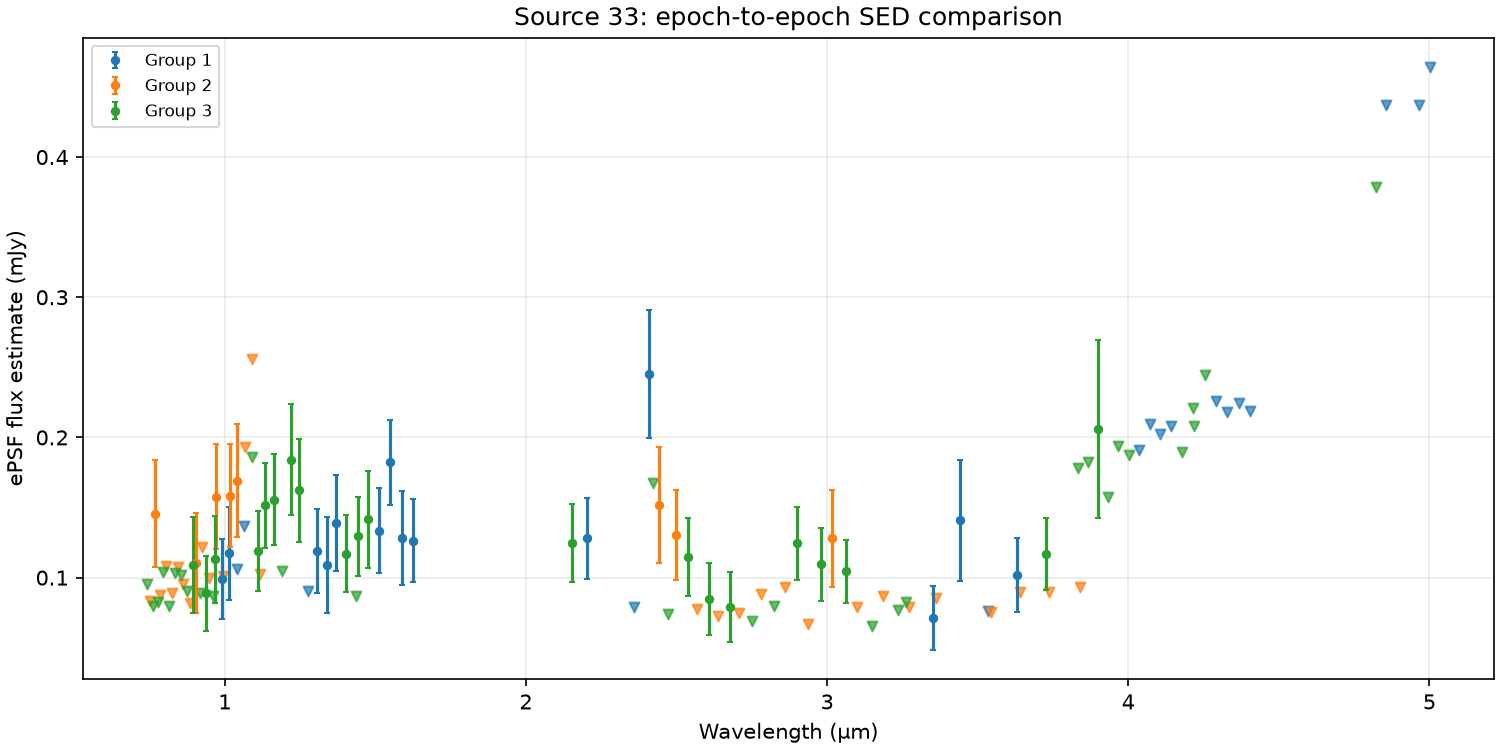 Source 33: epoch-to-epoch SED comparison
Group 1
Group 2
Group 3
ePSF flux estimate (mJy)
0.4
0.3
0.2
0.1
1 2 3 4 5
Wavelength (μm)